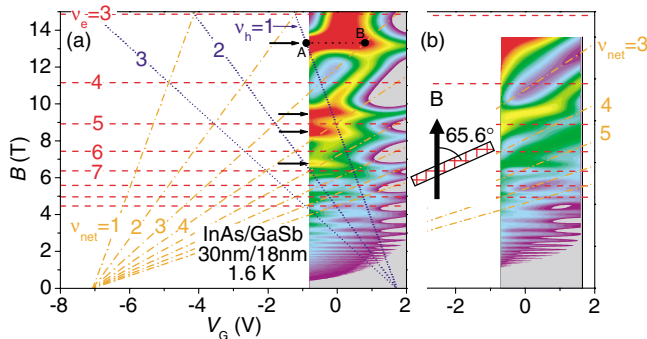 ν_e=3
(a)
ν_h=1
(b)
A
B
ν_net=3
3
2
4
4
5
5
6
7
B
65.6°
ν_net=1
2
3
4
InAs/GaSb
30nm/18nm
1.6 K
B (T)
14
12
10
8
6
4
2
0
-8
-6
-4
-2
0
2
-2
0
2
V_G (V)
V_G (V)